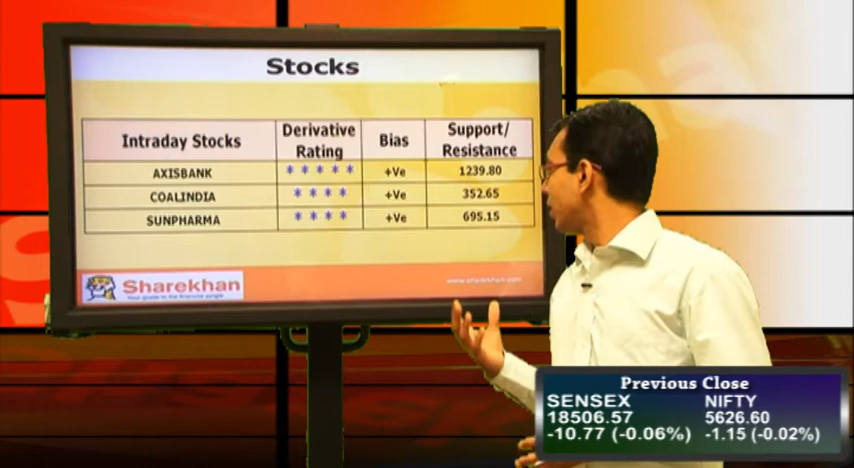 Stocks
Intraday Stocks Derivative Rating Bias Support/ Resistance
AXISBANK * * * * * +Ve 1239.80
COALINDIA * * * * +Ve 352.65
SUNPHARMA * * * * +Ve 695.15
Sharekhan
Your guide to the financial jungle
www.sharekhan.com
Previous Close
SENSEX NIFTY
18506.57 5626.60
-10.77 (-0.06%) -1.15 (-0.02%)